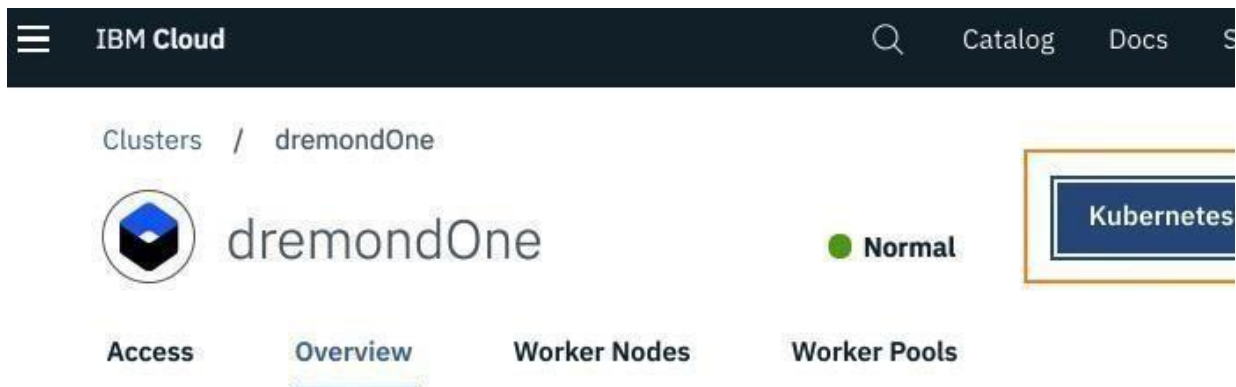 IBM Cloud Catalog Docs S
Clusters / dremondOne
dremondOne Normal Kubernetes
Access Overview Worker Nodes Worker Pools